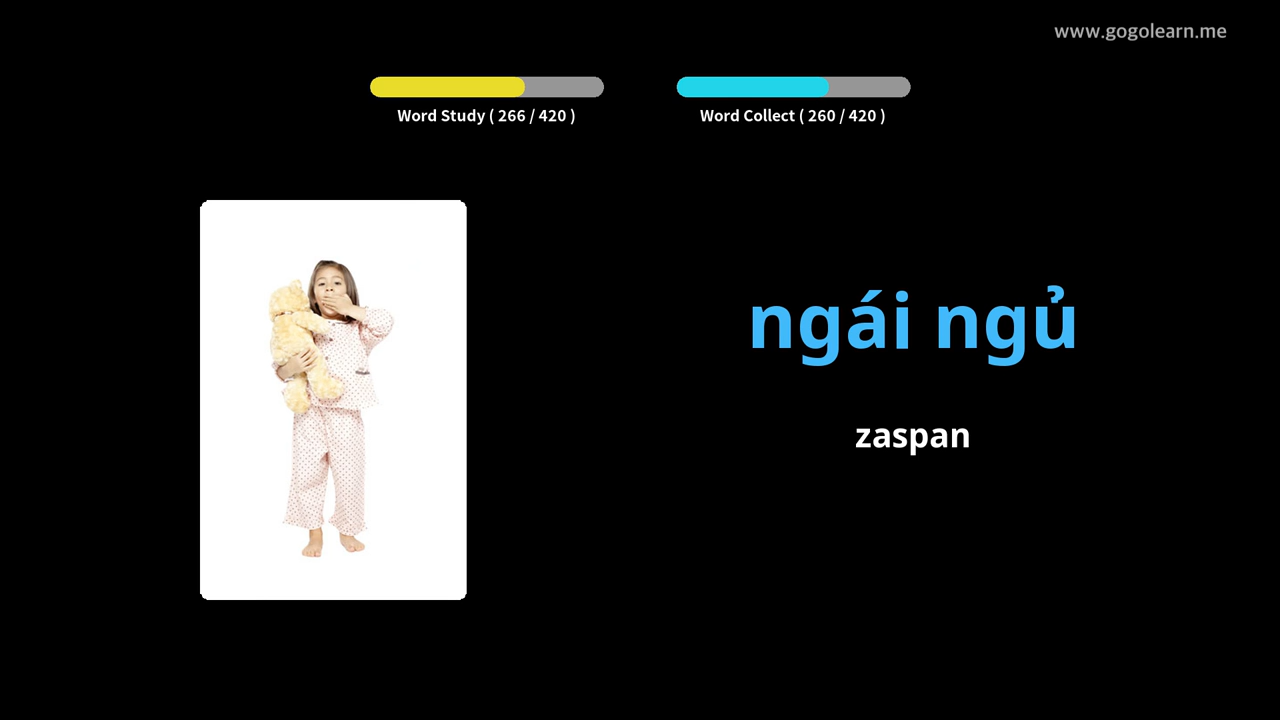 www.gogolearn.me
Word Study ( 266 / 420 )
Word Collect ( 260 / 420 )
ngái ngủ
zaspan